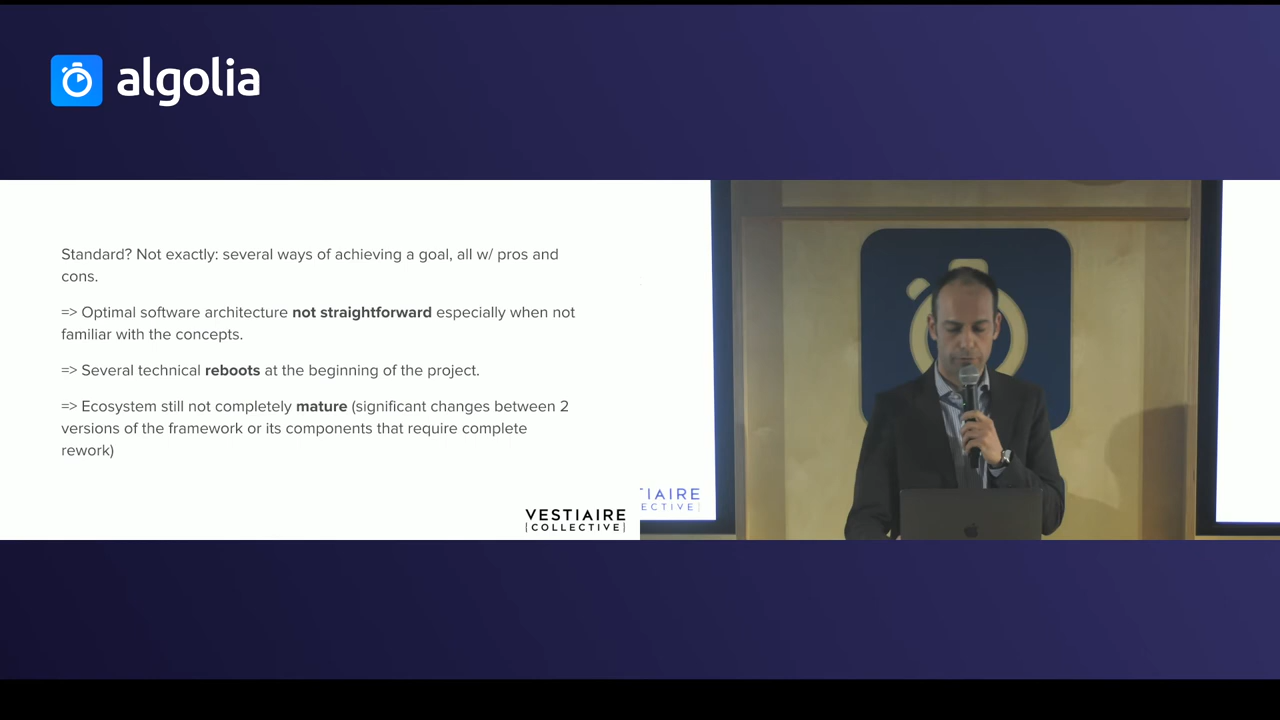 algolia
Standard? Not exactly: several ways of achieving a goal, all w/ pros and
cons.
=> Optimal software architecture not straightforward especially when not
familiar with the concepts.
=> Several technical reboots at the beginning of the project.
=> Ecosystem still not completely mature (significant changes between 2
versions of the framework or its components that require complete
rework)
VESTIAIRE
[COLLECTIVE]
TIAIRE
ECTIVE]